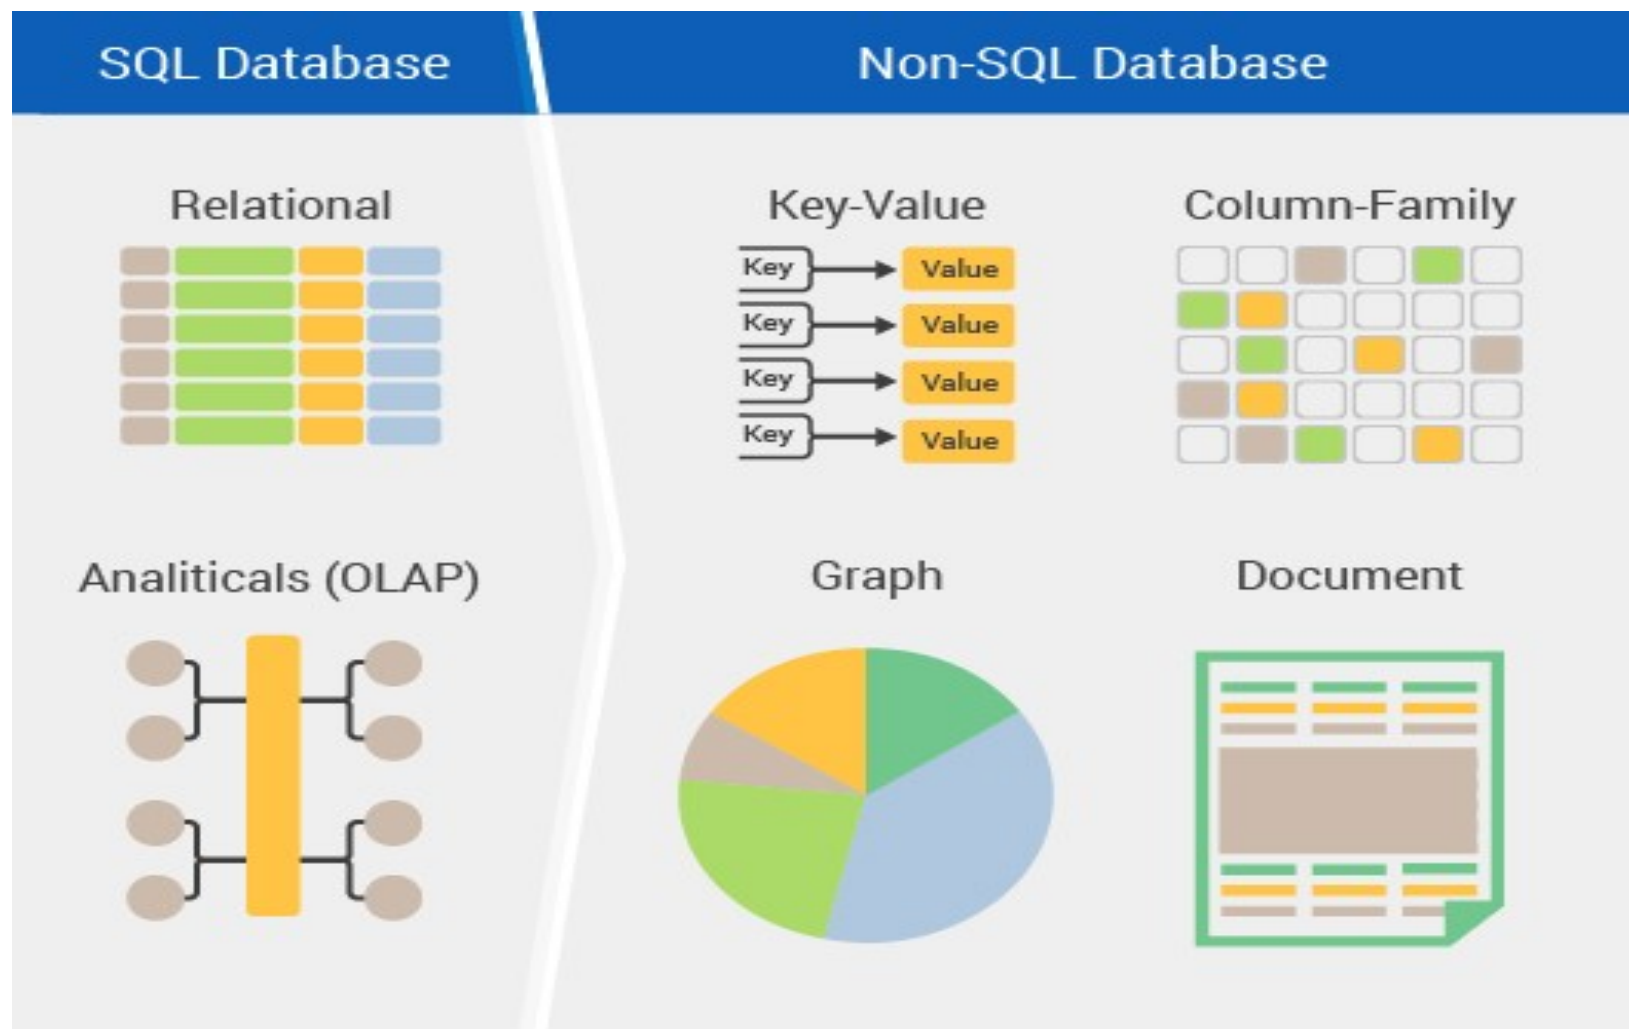 SQL Database
Non-SQL Database
Relational
Key-Value
Column-Family
Key Value
Key Value
Key Value
Key Value
Analiticals (OLAP)
Graph
Document